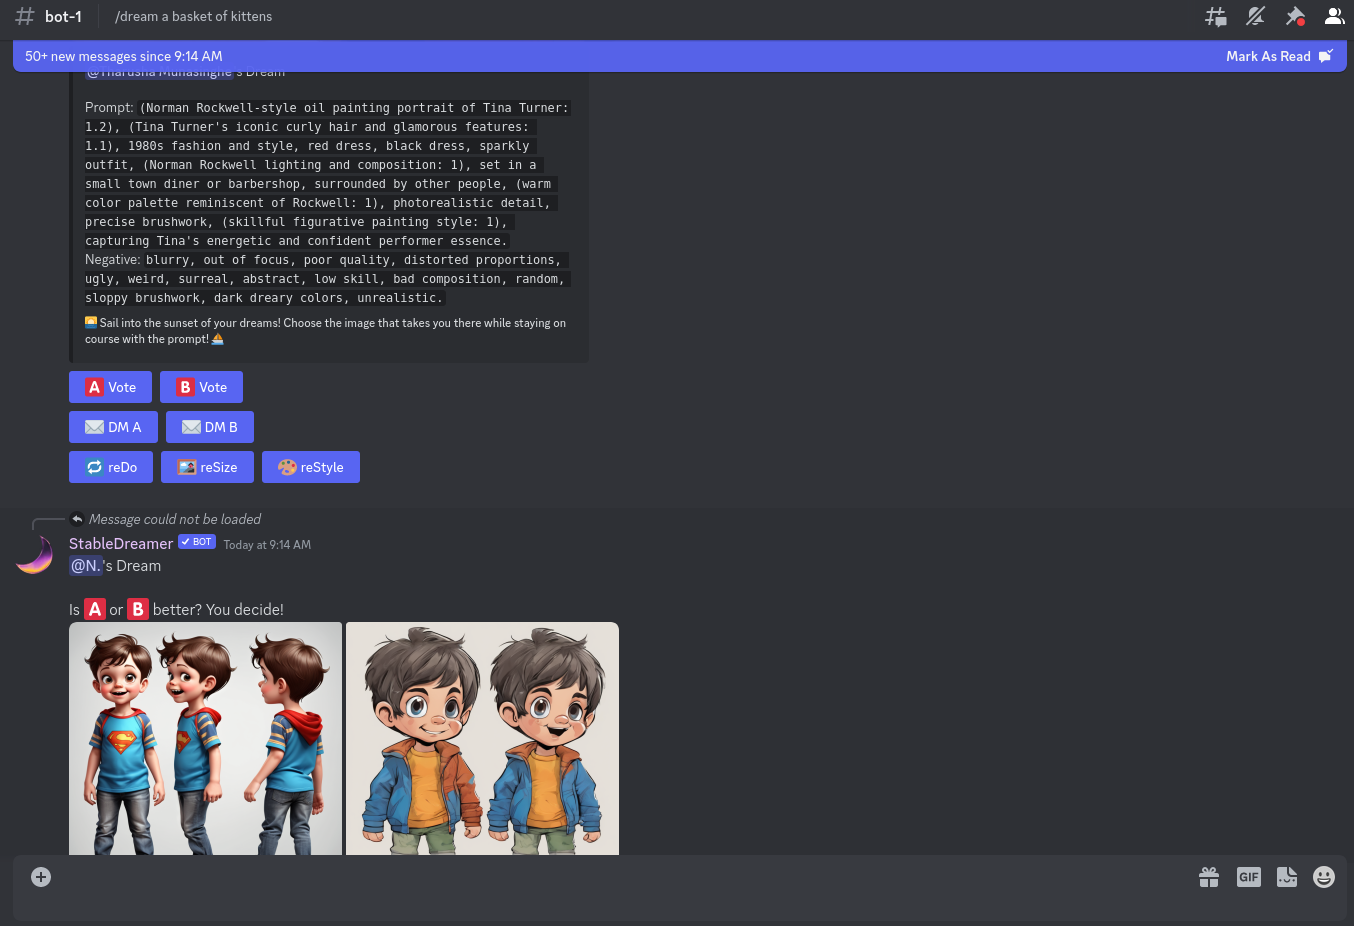 bot-1 /dream a basket of kittens
50+ new messages since 9:14 AM Mark As Read
@Tharusha Munasinghe's Dream
Prompt: (Norman Rockwell-style oil painting portrait of Tina Turner:
1.2), (Tina Turner's iconic curly hair and glamorous features:
1.1), 1980s fashion and style, red dress, black dress, sparkly
outfit, (Norman Rockwell lighting and composition: 1), set in a
small town diner or barbershop, surrounded by other people, (warm
color palette reminiscent of Rockwell: 1), photorealistic detail,
precise brushwork, (skillful figurative painting style: 1),
capturing Tina's energetic and confident performer essence.
Negative: blurry, out of focus, poor quality, distorted proportions,
ugly, weird, surreal, abstract, low skill, bad composition, random,
sloppy brushwork, dark dreary colors, unrealistic.
Sail into the sunset of your dreams! Choose the image that takes you there while staying on
course with the prompt!
A Vote B Vote
DM A DM B
reDo reSize reStyle
Message could not be loaded
StableDreamer BOT Today at 9:14 AM
@N.'s Dream
Is A or B better? You decide!
GIF